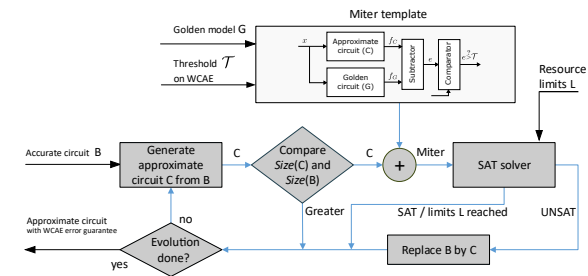 Miter template
Golden model G
Threshold 𝒯
on WCAE
x
Approximate
circuit (C)
f_C
Golden
circuit (G)
f_G
Subtractor
e
Comparator
e >? 𝒯
Resource
limits L
Accurate circuit B
Generate
approximate
circuit C from B
C
Compare
Size(C) and
Size(B)
C
+
Miter
SAT solver
Greater
SAT / limits L reached
UNSAT
no
Approximate circuit
with WCAE error guarantee
Evolution
done?
yes
Replace B by C